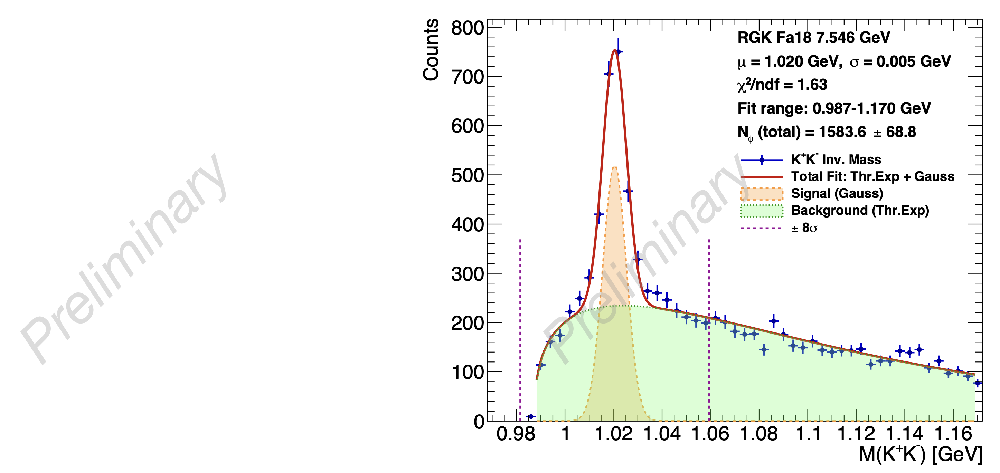 Counts
800
700
600
500
400
300
200
100
0
RGK Fa18 7.546 GeV
μ = 1.020 GeV, σ = 0.005 GeV
χ²/ndf = 1.63
Fit range: 0.987-1.170 GeV
Nϕ (total) = 1583.6 ± 68.8
K⁺K⁻ Inv. Mass
Total Fit: Thr.Exp + Gauss
Signal (Gauss)
Background (Thr.Exp)
± 8σ
Preliminary
Preliminary
0.98 1 1.02 1.04 1.06 1.08 1.1 1.12 1.14 1.16
M(K⁺K⁻) [GeV]